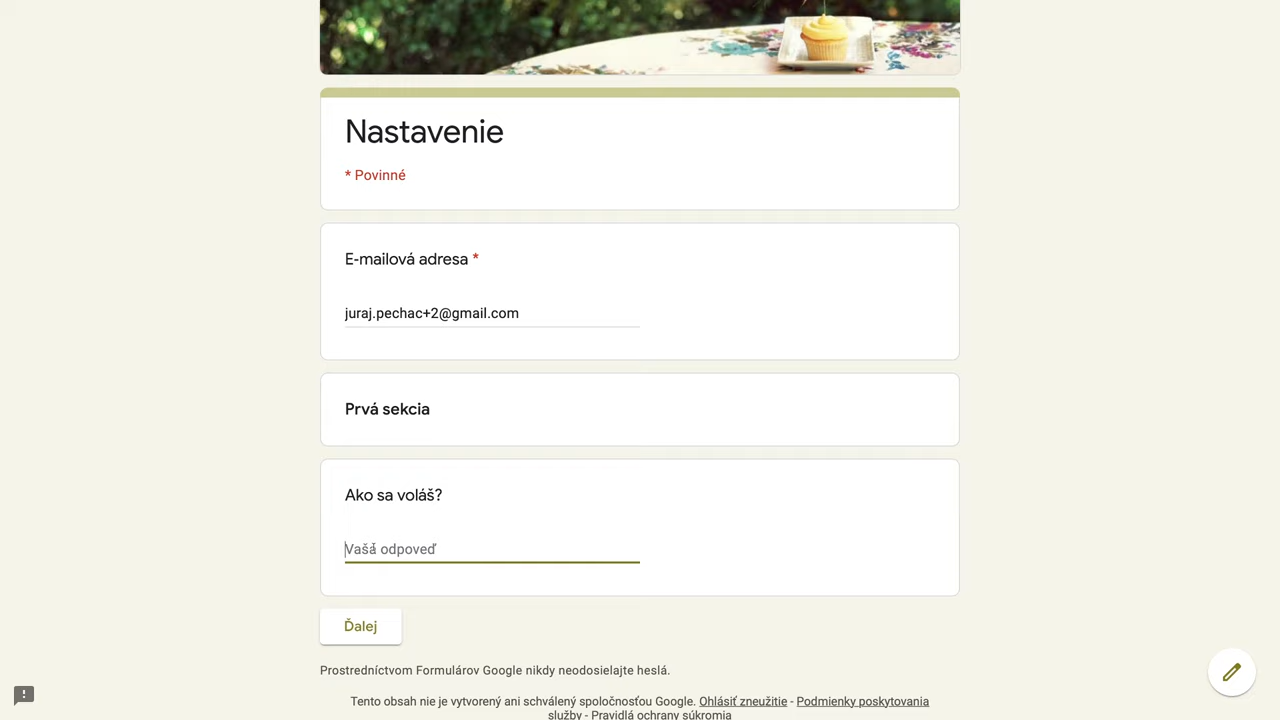 Nastavenie
* Povinné
E-mailová adresa *
juraj.pechac+2@gmail.com
Prvá sekcia
Ako sa voláš?
Vaša odpoveď
Ďalej
Prostredníctvom Formulárov Google nikdy neodosielajte heslá.
Tento obsah nie je vytvorený ani schválený spoločnosťou Google. Ohlásiť zneužitie - Podmienky poskytovania
služby - Pravidlá ochrany súkromia